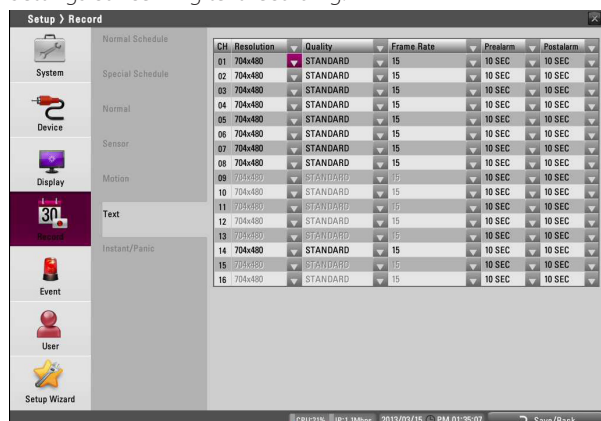 Setup > Record
System
Device
Display
30
Record
Event
User
Setup Wizard
Normal Schedule
Special Schedule
Normal
Sensor
Motion
Text
Instant/Panic
CH Resolution Quality Frame Rate Prealarm Postalarm
01 704x480 STANDARD 15 10 SEC 10 SEC
02 704x480 STANDARD 15 10 SEC 10 SEC
03 704x480 STANDARD 15 10 SEC 10 SEC
04 704x480 STANDARD 15 10 SEC 10 SEC
05 704x480 STANDARD 15 10 SEC 10 SEC
06 704x480 STANDARD 15 10 SEC 10 SEC
07 704x480 STANDARD 15 10 SEC 10 SEC
08 704x480 STANDARD 15 10 SEC 10 SEC
09 704x480 STANDARD 15 10 SEC 10 SEC
10 704x480 STANDARD 15 10 SEC 10 SEC
11 704x480 STANDARD 15 10 SEC 10 SEC
12 704x480 STANDARD 15 10 SEC 10 SEC
13 704x480 STANDARD 15 10 SEC 10 SEC
14 704x480 STANDARD 15 10 SEC 10 SEC
15 704x480 STANDARD 15 10 SEC 10 SEC
16 704x480 STANDARD 15 10 SEC 10 SEC
2013/03/15 PM 01:35:07 Save/Back